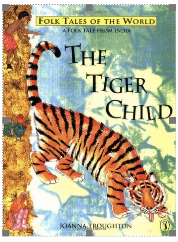 FOLK TALES OF THE WORLD
A FOLK TALE FROM INDIA
THE
TIGER
CHILD
JOANNA TROUGHTON